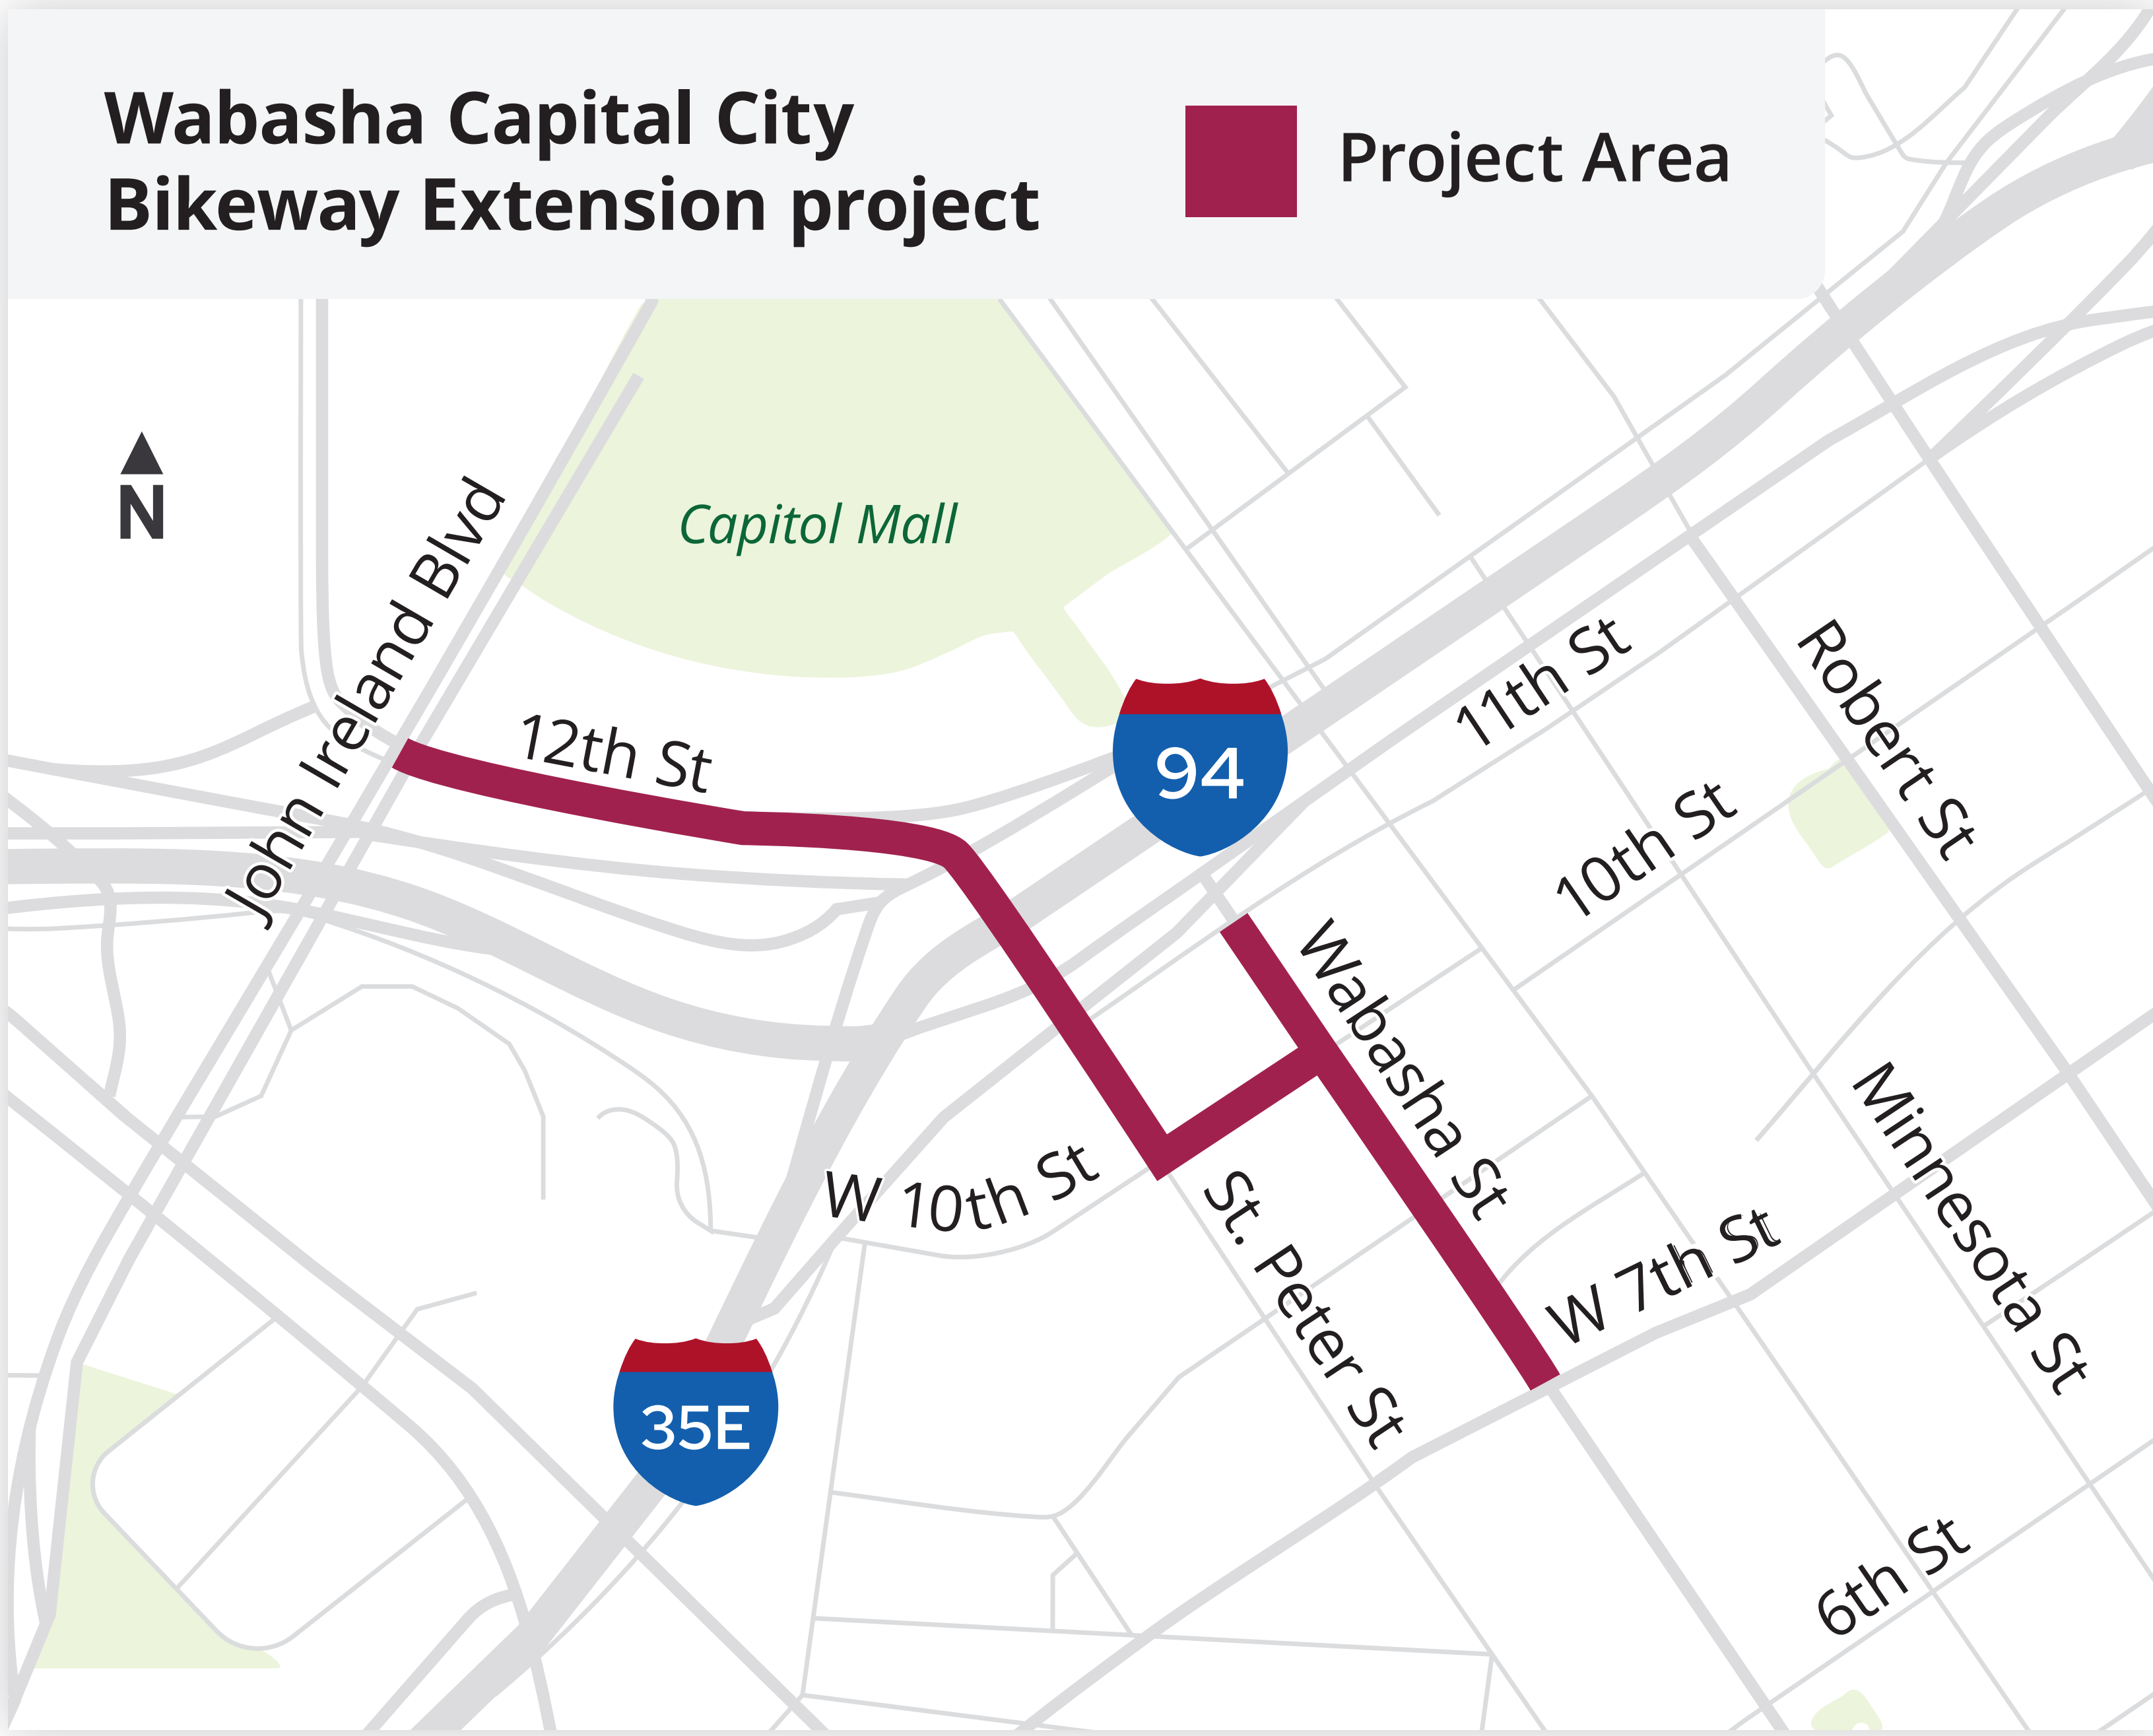 Wabasha Capital City
Bikeway Extension project
Project Area
N
Capitol Mall
John Ireland Blvd
12th St
94
11th St
Robert St
10th St
Wabasha St
W 10th St
St. Peter St
Minnesota St
W 7th St
35E
6th St